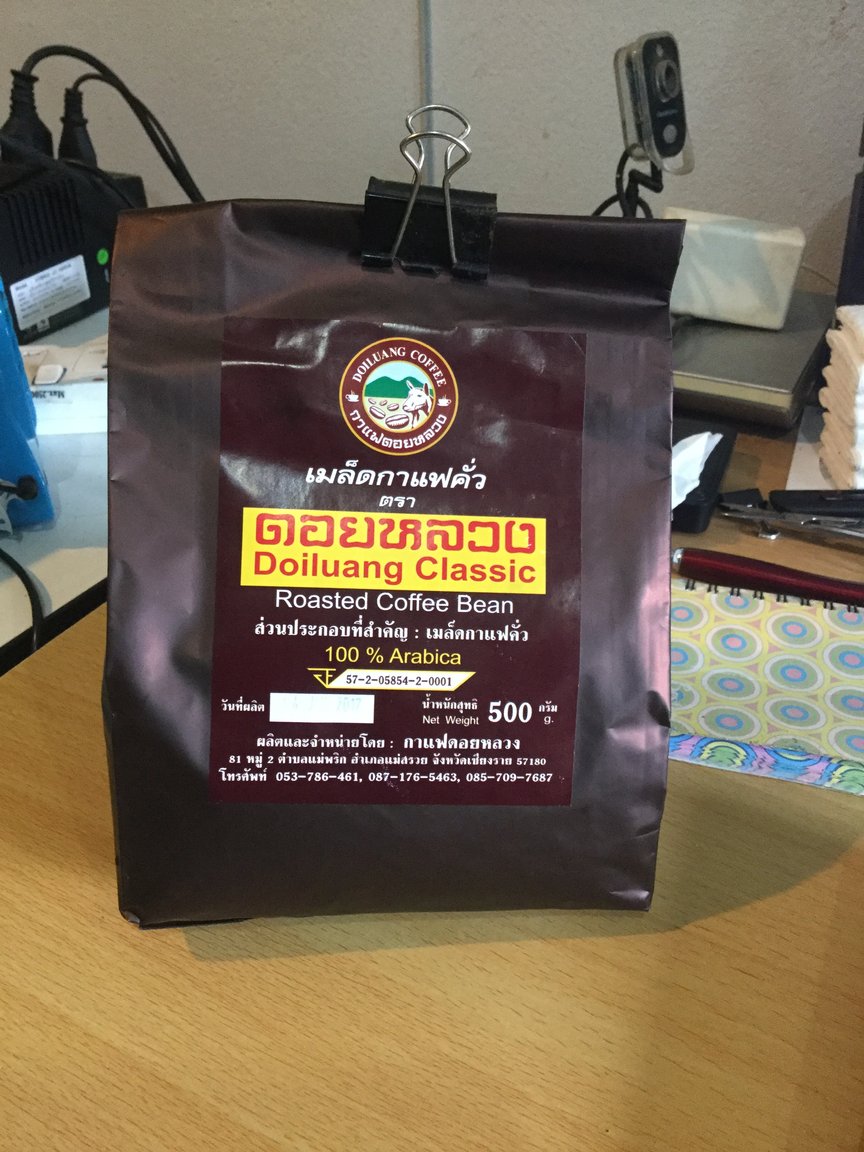 DOILUANG COFFEE
กาแฟดอยหลวง
เมล็ดกาแฟคั่ว
ตรา
ดอยหลวง
Doiluang Classic
Roasted Coffee Bean
ส่วนประกอบที่สำคัญ : เมล็ดกาแฟคั่ว
100 % Arabica
57-2-05854-2-0001
วันที่ผลิต น้ำหนักสุทธิ 500 กรัม
Net Weight g.
ผลิตและจำหน่ายโดย : กาแฟดอยหลวง
81 หมู่ 2 ตำบลแม่พริก อำเภอแม่สรวย จังหวัดเชียงราย 57180
โทรศัพท์ 053-786-461, 087-176-5463, 085-709-7687